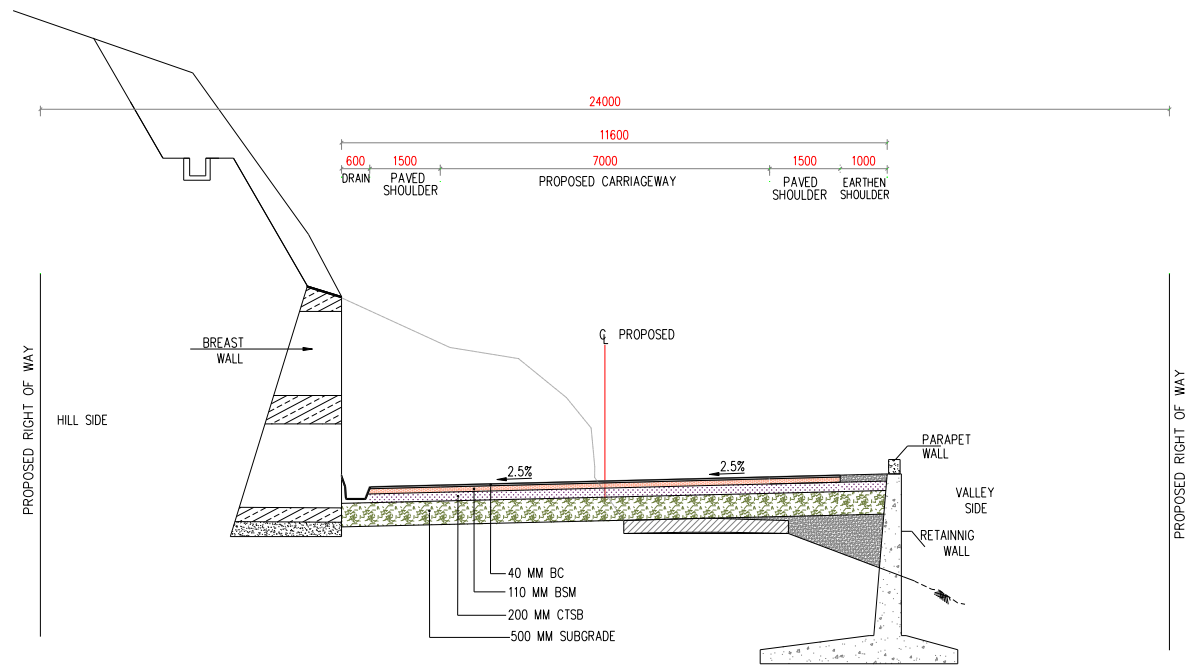 24000
11600
600
1500
7000
1500
1000
DRAIN
PAVED
SHOULDER
PROPOSED CARRIAGEWAY
PAVED
SHOULDER
EARTHEN
SHOULDER
PROPOSED RIGHT OF WAY
HILL SIDE
BREAST
WALL
℄ PROPOSED
2.5%
2.5%
PARAPET
WALL
VALLEY
SIDE
RETAINNIG
WALL
PROPOSED RIGHT OF WAY
40 MM BC
110 MM BSM
200 MM CTSB
500 MM SUBGRADE